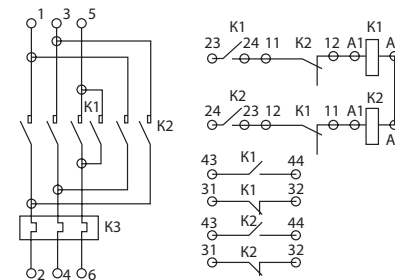 1 3 5
K1
K2
K3
2 4 6
K1 K1
23 24 11 K2 12 A1
A
K2 K2
24 23 12 K1 11 A1
A
43 K1 44
31 K1 32
43 K2 44
31 K2 32